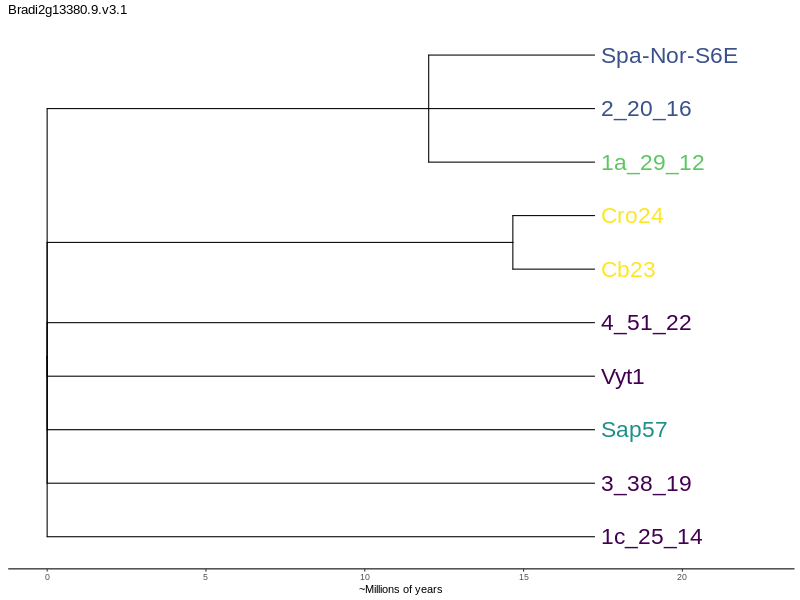 Bradi2g13380.9.v3.1
Spa-Nor-S6E
2_20_16
1a_29_12
Cro24
Cb23
4_51_22
Vyt1
Sap57
3_38_19
1c_25_14
0 5 10 15 20
~Millions of years